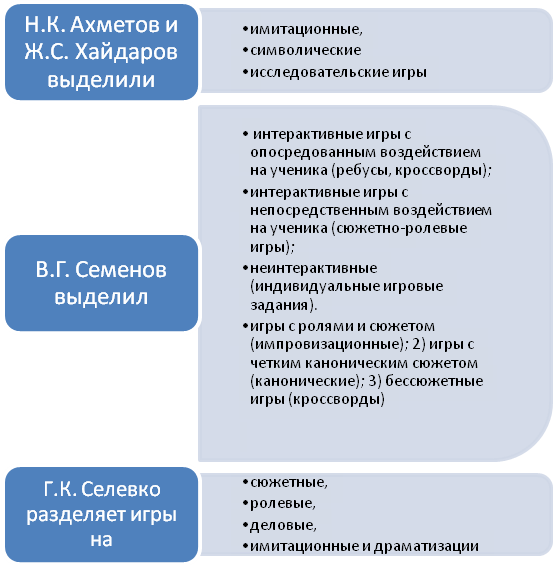 Н.К. Ахметов и
Ж.С. Хайдаров
выделили
•имитационные,
•символические
•исследовательские игры
В.Г. Семенов
выделил
• интерактивные игры с
опосредованным воздействием
на ученика (ребусы, кроссворды);
•интерактивные игры с
непосредственным воздействием
на ученика (сюжетно-ролевые
игры);
•неинтерактивные
(индивидуальные игровые
задания).
•игры с ролями и сюжетом
(импровизационные); 2) игры с
четким каноническим сюжетом
(канонические); 3) бессюжетные
игры (кроссворды)
Г.К. Селевко
разделяет игры
на
•сюжетные,
•ролевые,
•деловые,
•имитационные и драматизации